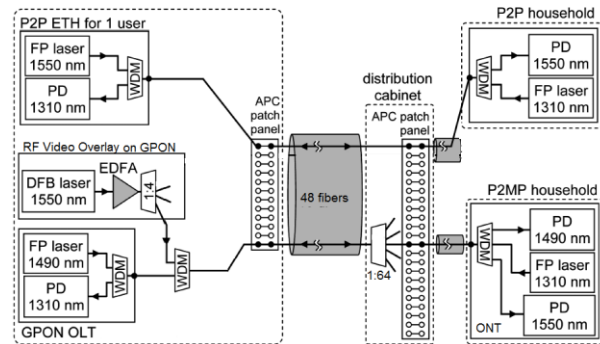 P2P ETH for 1 user
FP laser
1550 nm
PD
1310 nm
WDM
RF Video Overlay on GPON
EDFA
DFB laser
1550 nm
1:4
FP laser
1490 nm
PD
1310 nm
WDM
WDM
GPON OLT
APC
patch
panel
48 fibers
distribution
cabinet
APC patch
panel
1:64
P2P household
WDM
PD
1550 nm
FP laser
1310 nm
P2MP household
WDM
PD
1490 nm
FP laser
1310 nm
PD
1550 nm
ONT